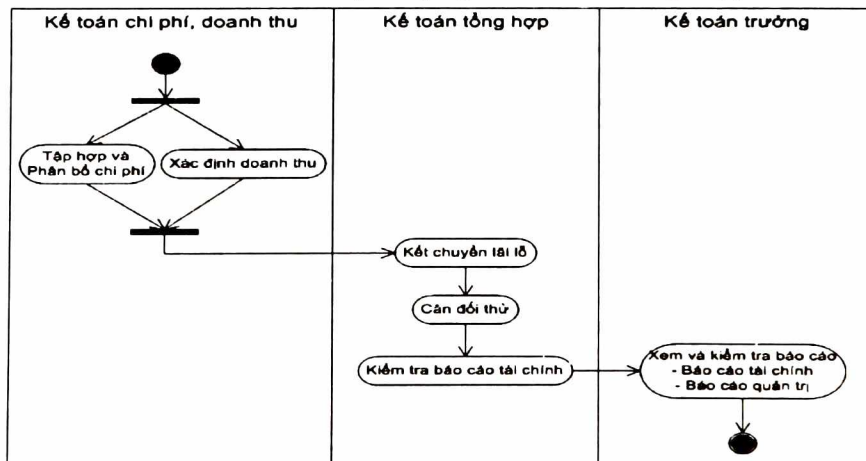 Kế toán chi phí, doanh thu
Kế toán tổng hợp
Kế toán trưởng
Tập hợp và
Phân bổ chi phí
Xác định doanh thu
Kết chuyển lãi lỗ
Cân đối thử
Kiểm tra báo cáo tài chính
Xem và kiểm tra báo cáo
- Báo cáo tài chính
- Báo cáo quản trị